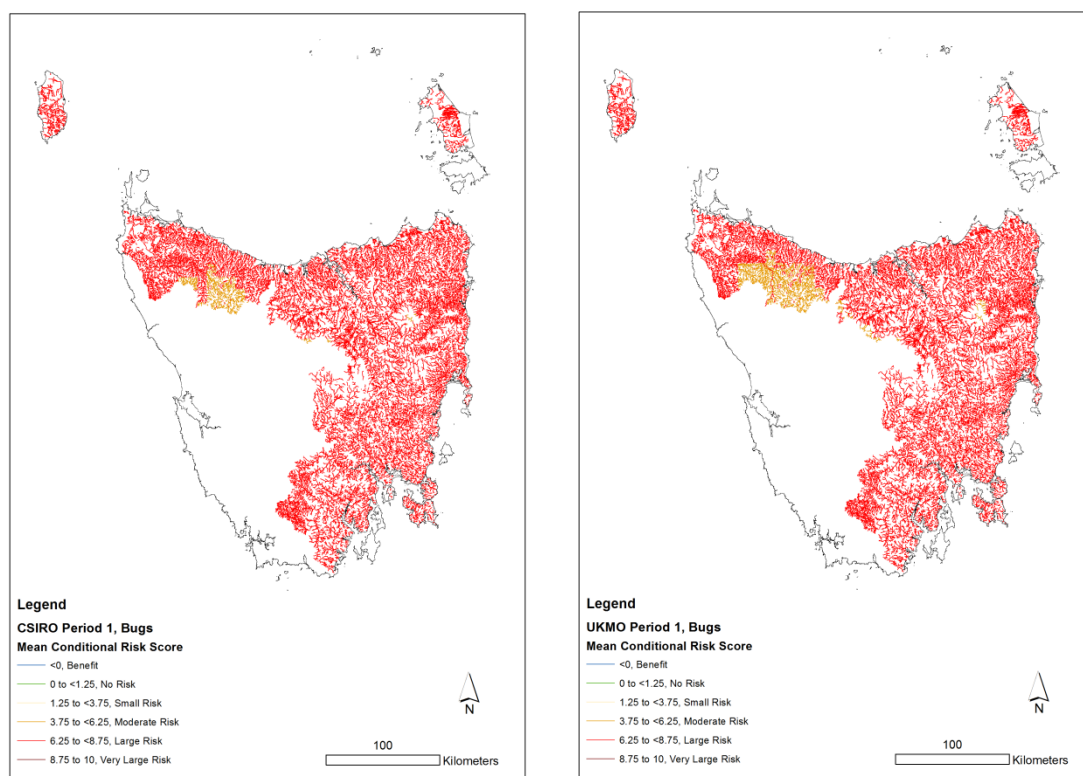 Legend
CSIRO Period 1, Bugs
Mean Conditional Risk Score
<0, Benefit
0 to <1.25, No Risk
1.25 to <3.75, Small Risk
3.75 to <6.25, Moderate Risk
6.25 to <8.75, Large Risk
8.75 to 10, Very Large Risk
N
100
Kilometers
Legend
UKMO Period 1, Bugs
Mean Conditional Risk Score
<0, Benefit
0 to <1.25, No Risk
1.25 to <3.75, Small Risk
3.75 to <6.25, Moderate Risk
6.25 to <8.75, Large Risk
8.75 to 10, Very Large Risk
N
100
Kilometers